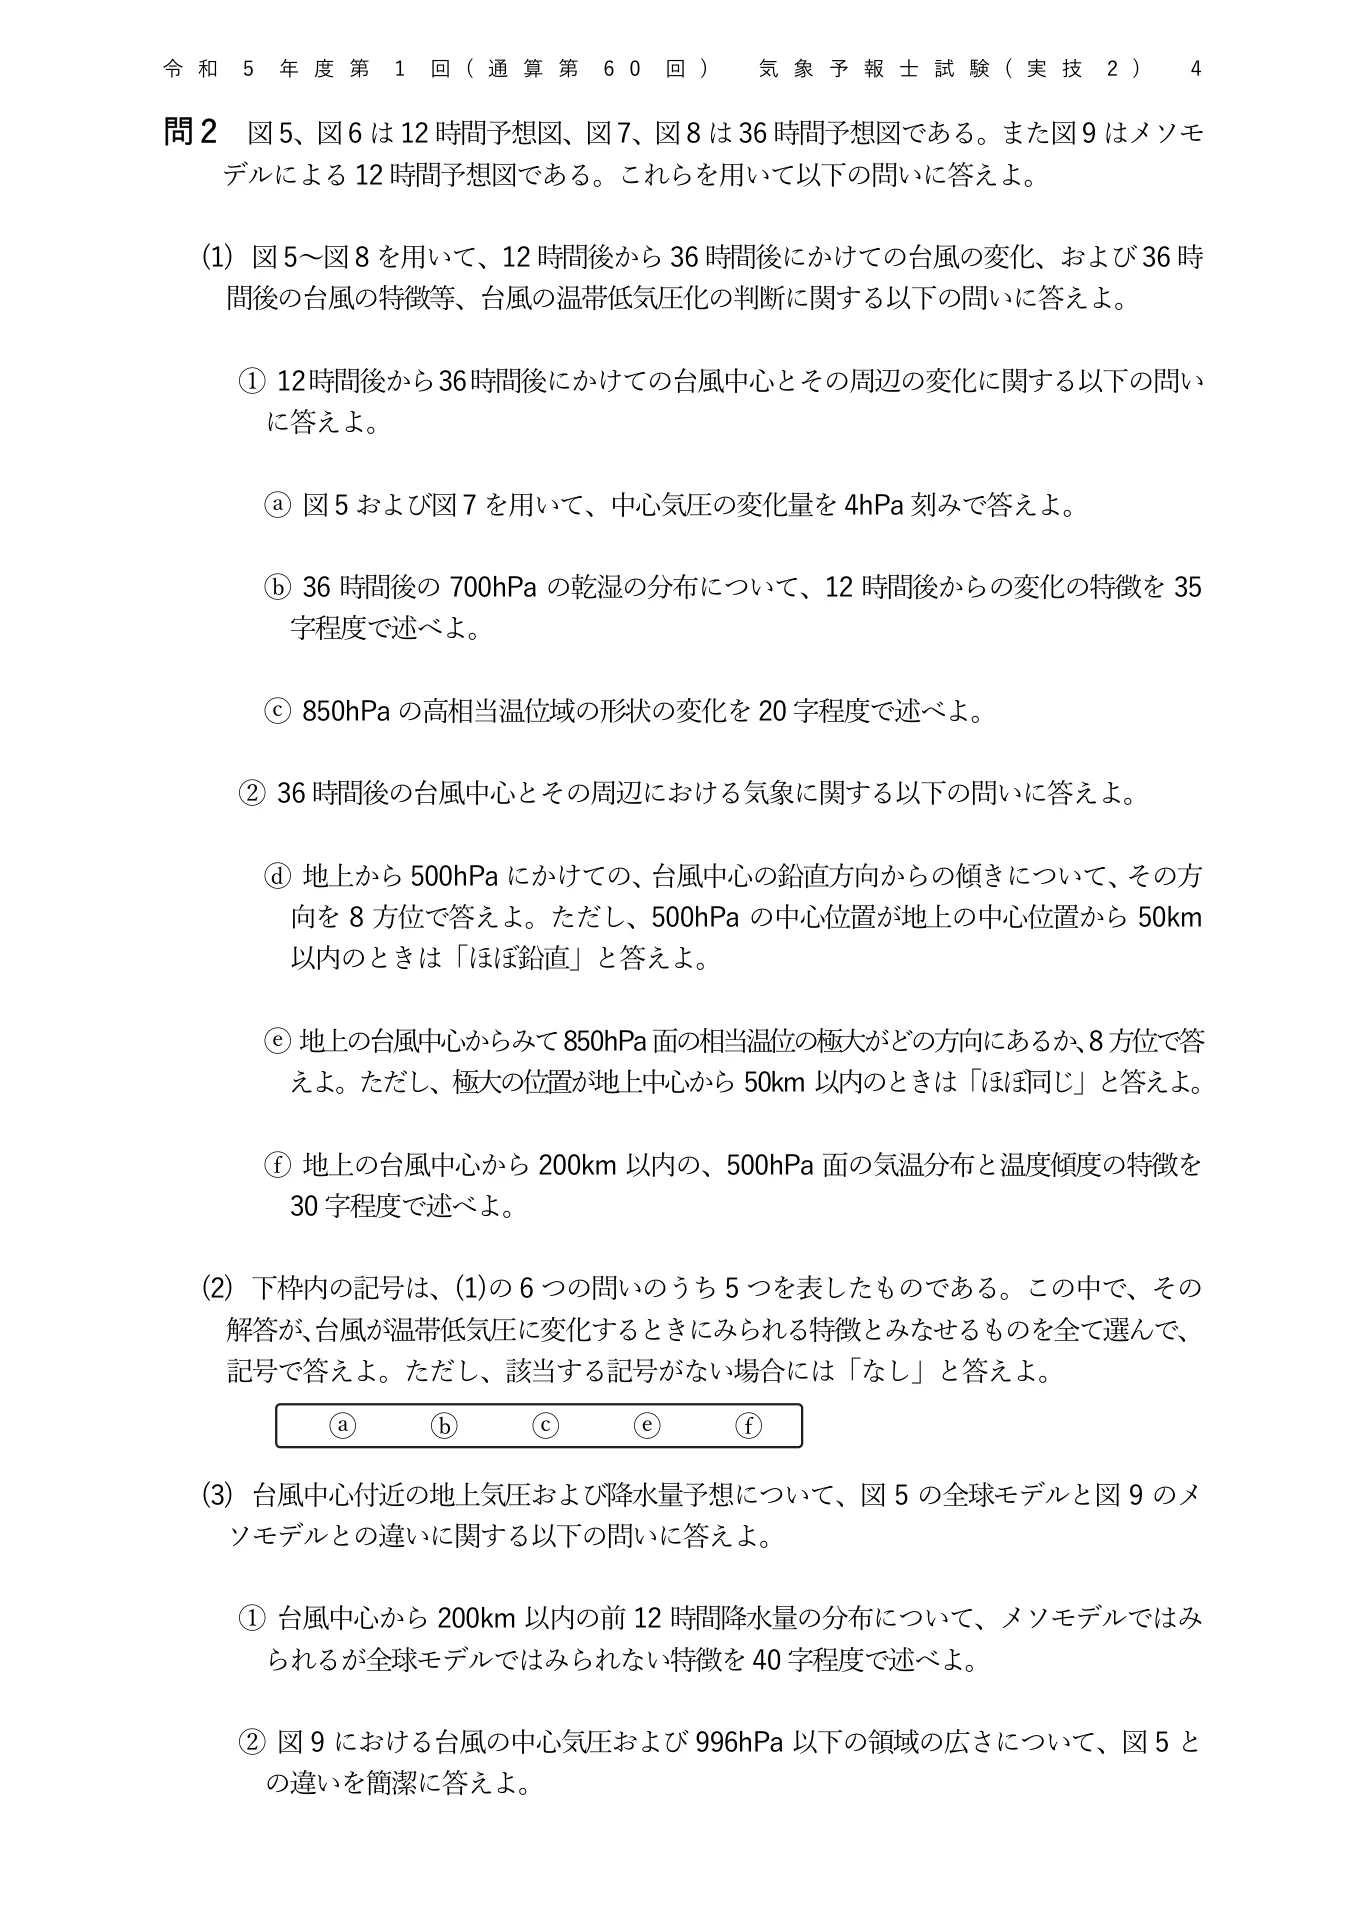 令和5年度第1回(通算第60回) 気象予報士試験(実技2) 4
問2 図5、図6は12時間予想図、図7、図8は36時間予想図である。また図9はメソモ
デルによる12時間予想図である。これらを用いて以下の問いに答えよ。
(1) 図5～図8を用いて、12時間後から36時間後にかけての台風の変化、および36時
間後の台風の特徴等、台風の温帯低気圧化の判断に関する以下の問いに答えよ。
① 12時間後から36時間後にかけての台風中心とその周辺の変化に関する以下の問い
に答えよ。
ⓐ 図5および図7を用いて、中心気圧の変化量を4hPa刻みで答えよ。
ⓑ 36時間後の700hPaの乾湿の分布について、12時間後からの変化の特徴を35
字程度で述べよ。
ⓒ 850hPaの高相当温位域の形状の変化を20字程度で述べよ。
② 36時間後の台風中心とその周辺における気象に関する以下の問いに答えよ。
ⓓ 地上から500hPaにかけての、台風中心の鉛直方向からの傾きについて、その方
向を8方位で答えよ。ただし、500hPaの中心位置が地上の中心位置から50km
以内のときは「ほぼ鉛直」と答えよ。
ⓔ 地上の台風中心からみて850hPa面の相当温位の極大がどの方向にあるか、8方位で答
えよ。ただし、極大の位置が地上中心から50km以内のときは「ほぼ同じ」と答えよ。
ⓕ 地上の台風中心から200km以内の、500hPa面の気温分布と温度傾度の特徴を
30字程度で述べよ。
(2) 下枠内の記号は、(1)の6つの問いのうち5つを表したものである。この中で、その
解答が、台風が温帯低気圧に変化するときにみられる特徴とみなせるものを全て選んで、
記号で答えよ。ただし、該当する記号がない場合には「なし」と答えよ。
ⓐ ⓑ ⓒ ⓔ ⓕ
(3) 台風中心付近の地上気圧および降水量予想について、図5の全球モデルと図9のメ
ソモデルとの違いに関する以下の問いに答えよ。
① 台風中心から200km以内の前12時間降水量の分布について、メソモデルではみ
られるが全球モデルではみられない特徴を40字程度で述べよ。
② 図9における台風の中心気圧および996hPa以下の領域の広さについて、図5と
の違いを簡潔に答えよ。